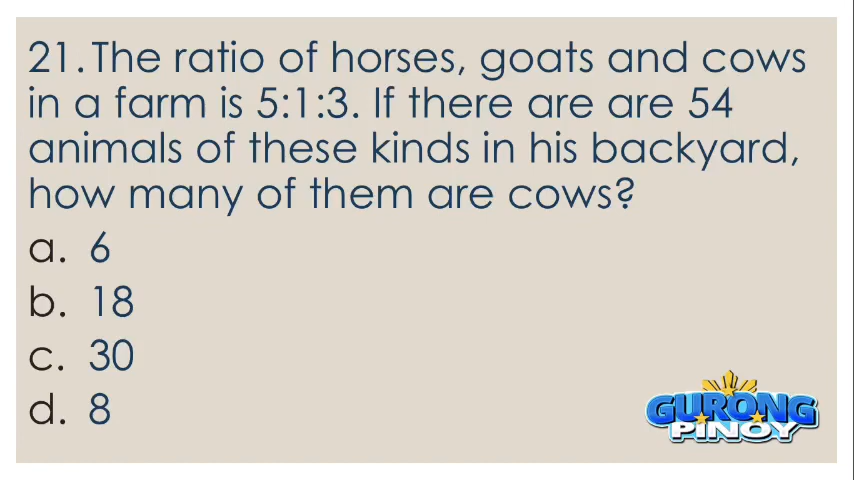 21. The ratio of horses, goats and cows
in a farm is 5:1:3. If there are are 54
animals of these kinds in his backyard,
how many of them are cows?
a. 6
b. 18
c. 30
d. 8
GURONG
PINOY